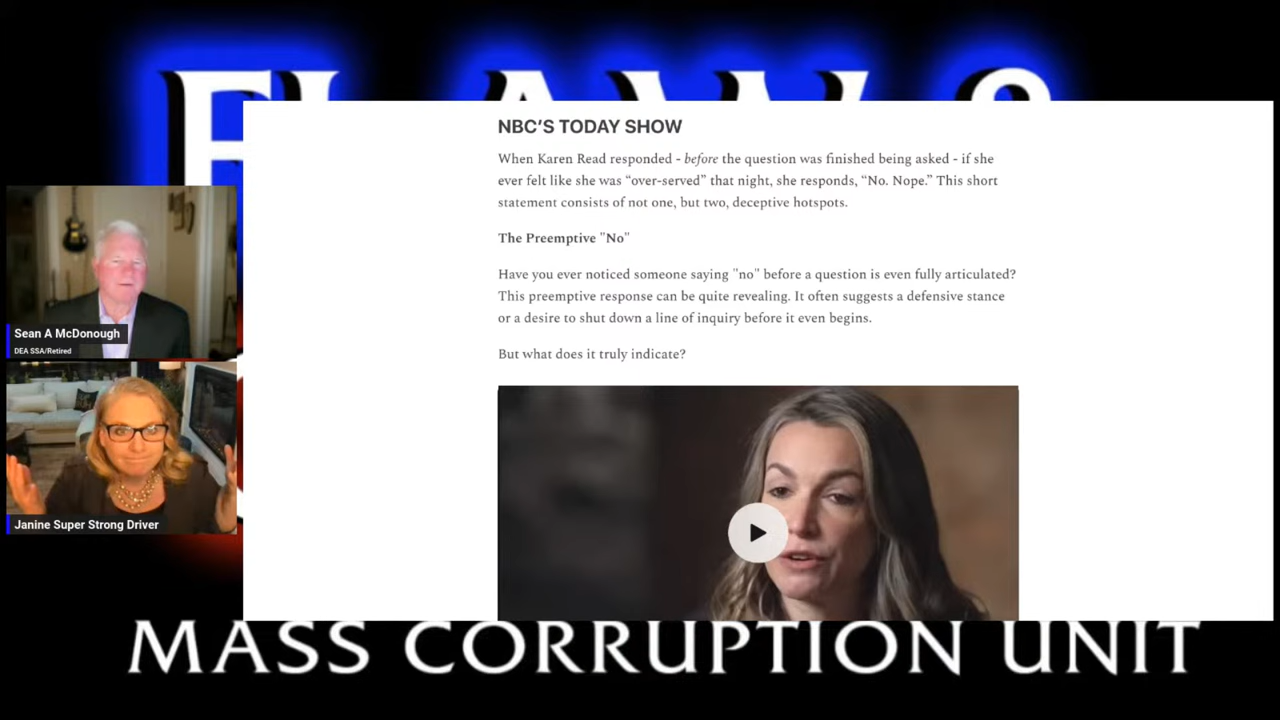 NBC'S TODAY SHOW
When Karen Read responded - before the question was finished being asked - if she
ever felt like she was “over-served” that night, she responds, “No. Nope.” This short
statement consists of not one, but two, deceptive hotspots.
The Preemptive "No"
Have you ever noticed someone saying "no" before a question is even fully articulated?
This preemptive response can be quite revealing. It often suggests a defensive stance
or a desire to shut down a line of inquiry before it even begins.
But what does it truly indicate?
Sean A McDonough
DEA SSA/Retired
Janine Super Strong Driver
MASS CORRUPTION UNIT